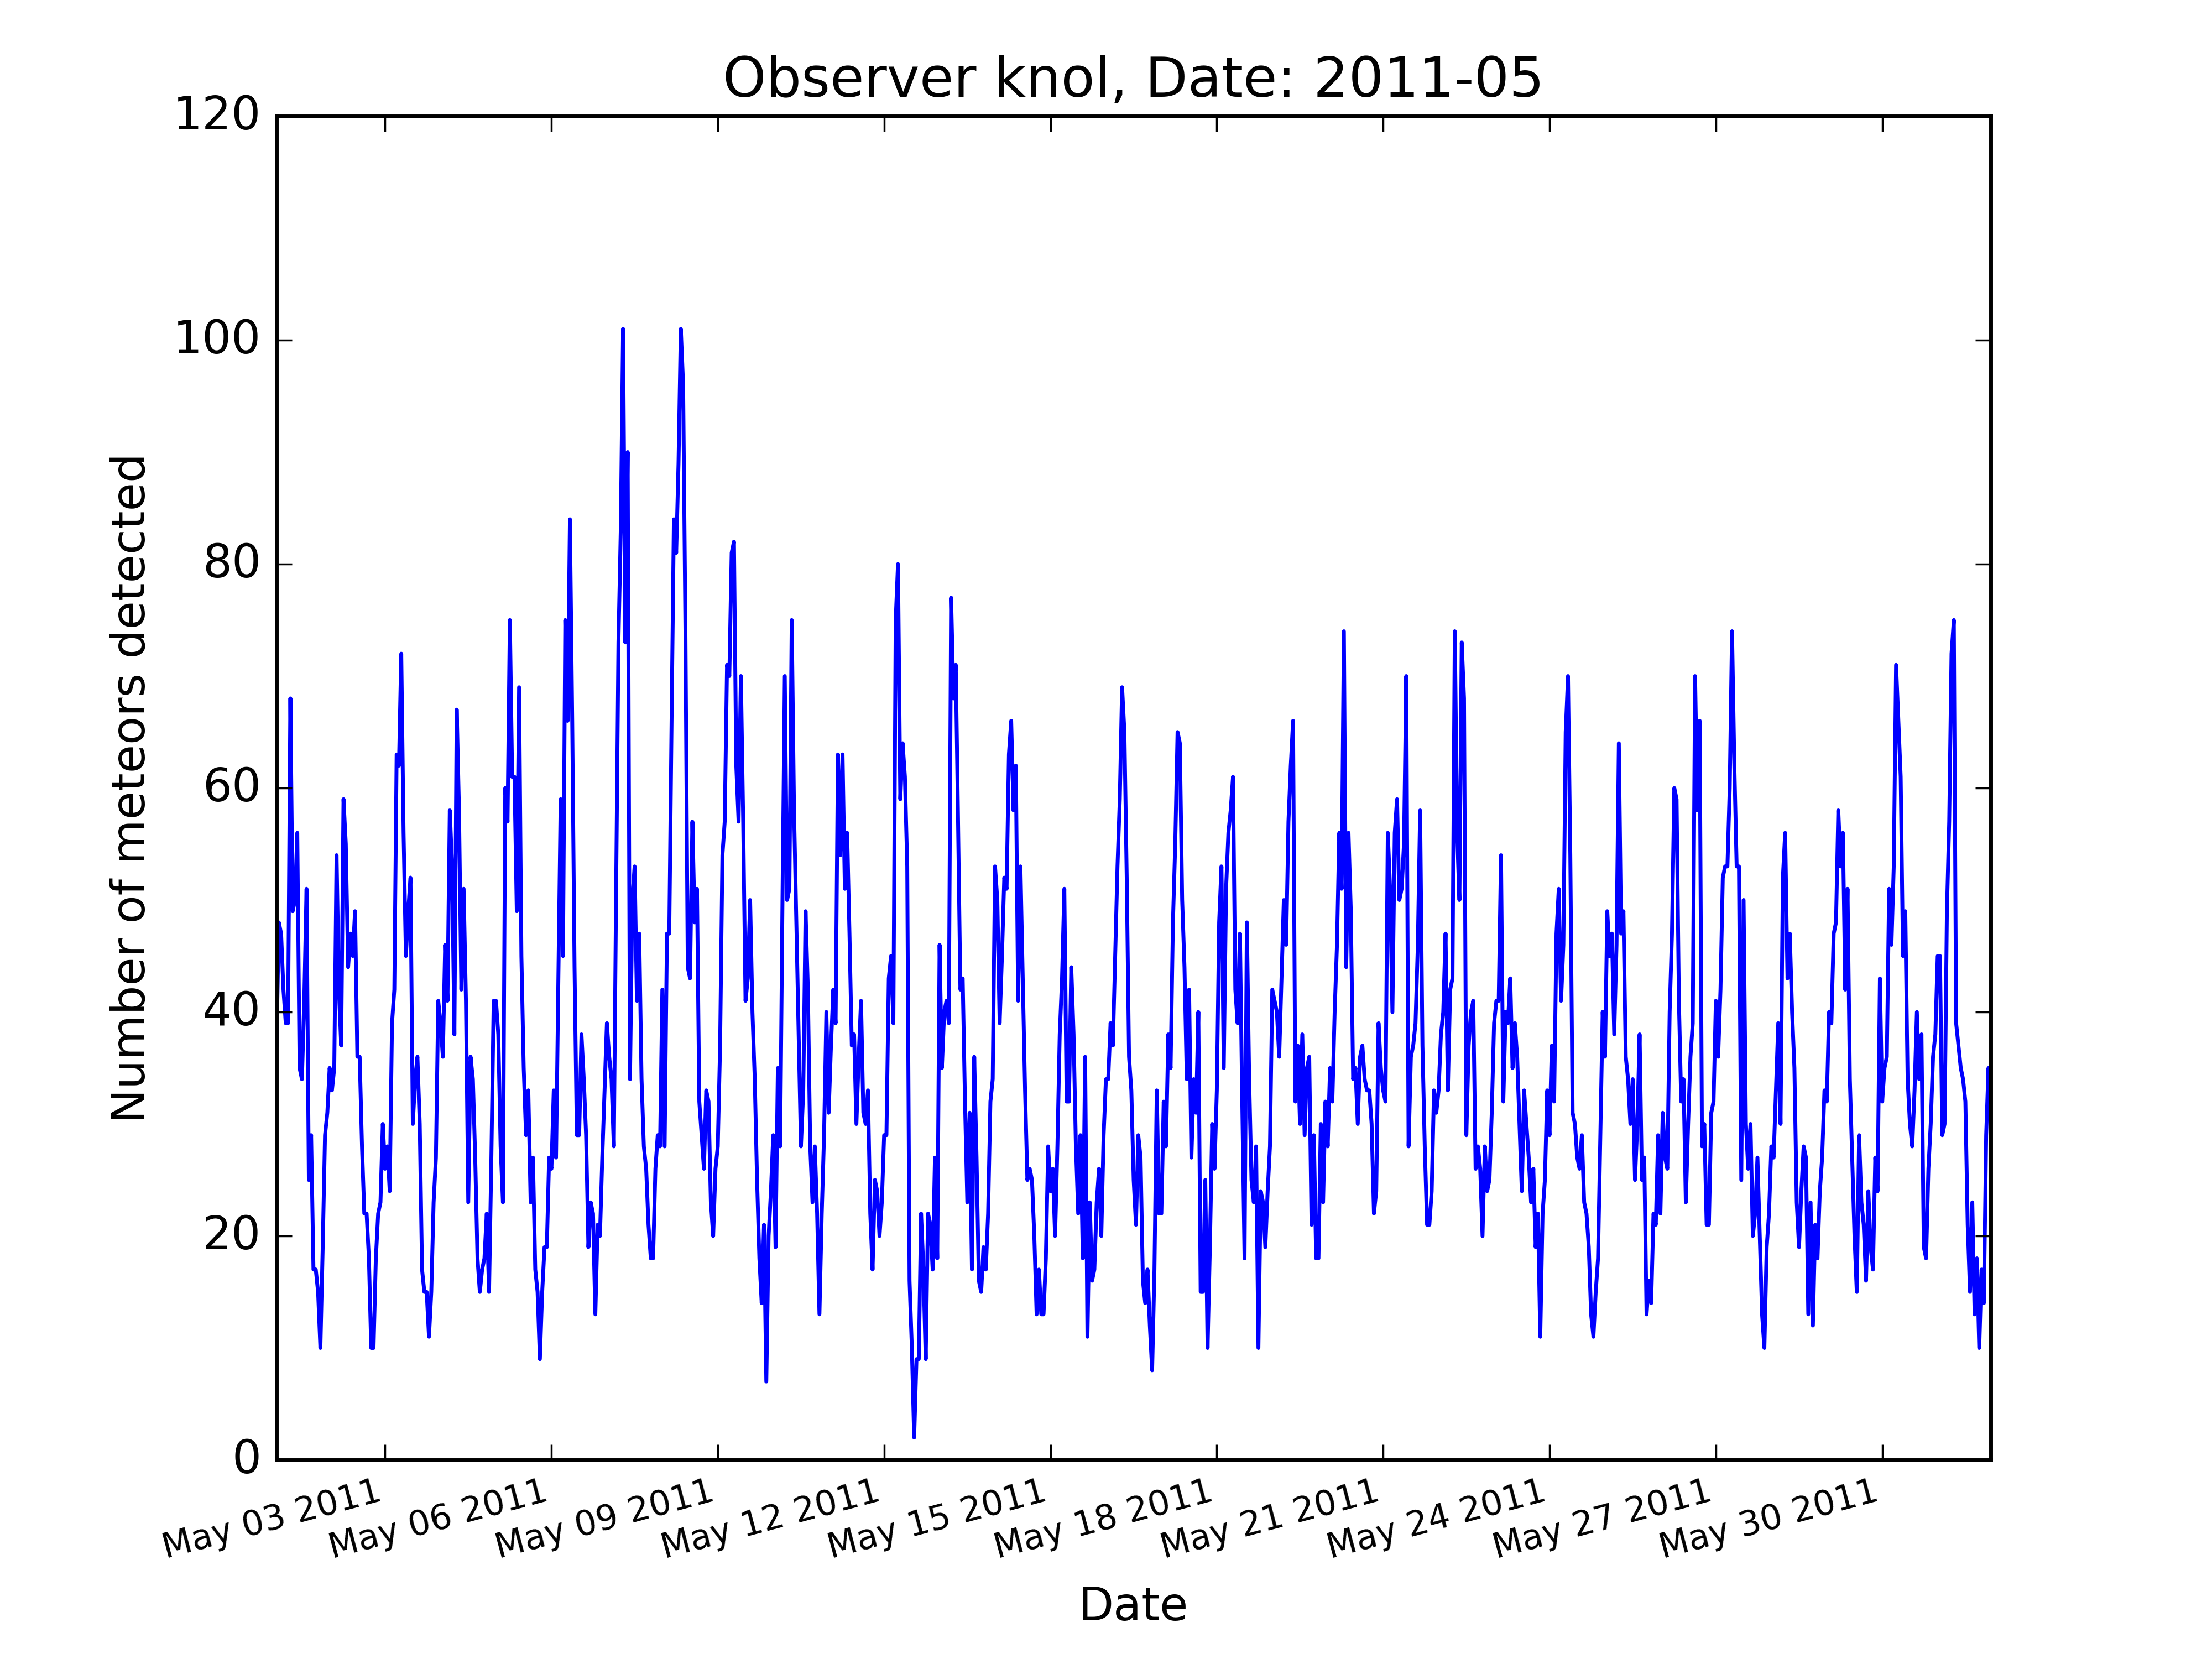 Observer knol, Date: 2011-05
120
100
80
60
40
20
0
Number of meteors detected
May 03 2011
May 06 2011
May 09 2011
May 12 2011
May 15 2011
May 18 2011
May 21 2011
May 24 2011
May 27 2011
May 30 2011
Date